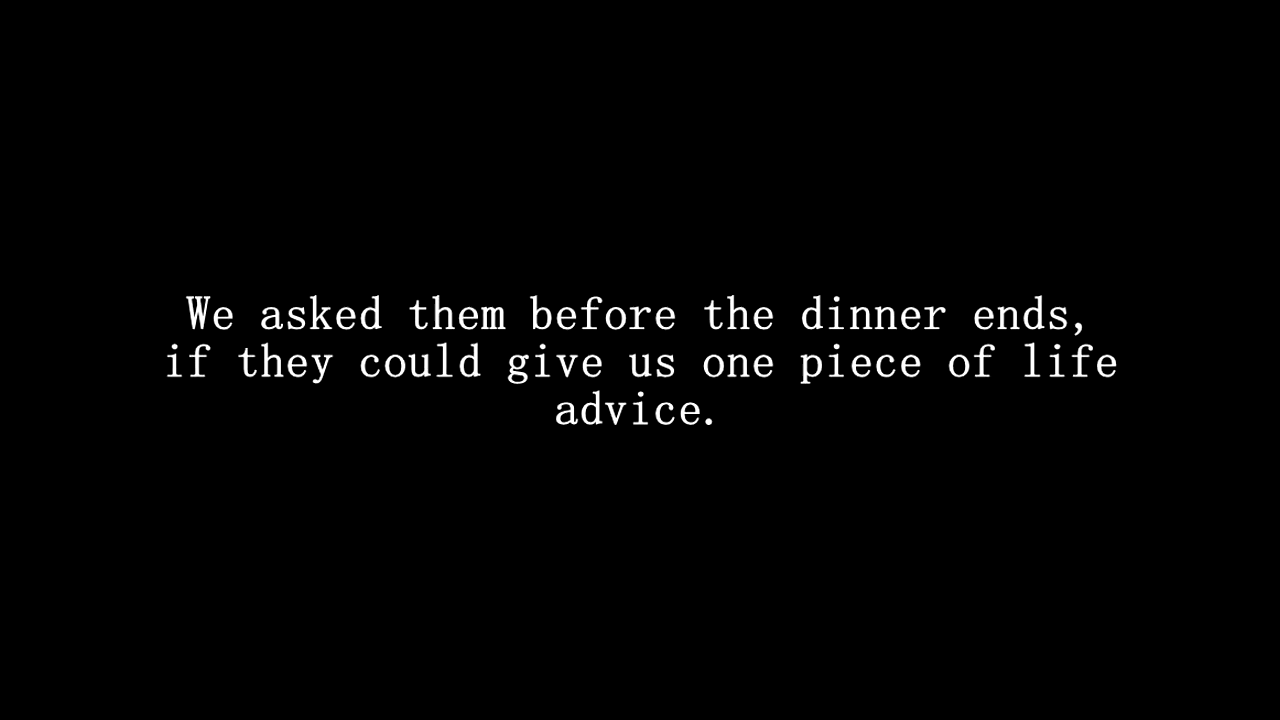 We asked them before the dinner ends,
if they could give us one piece of life
advice.